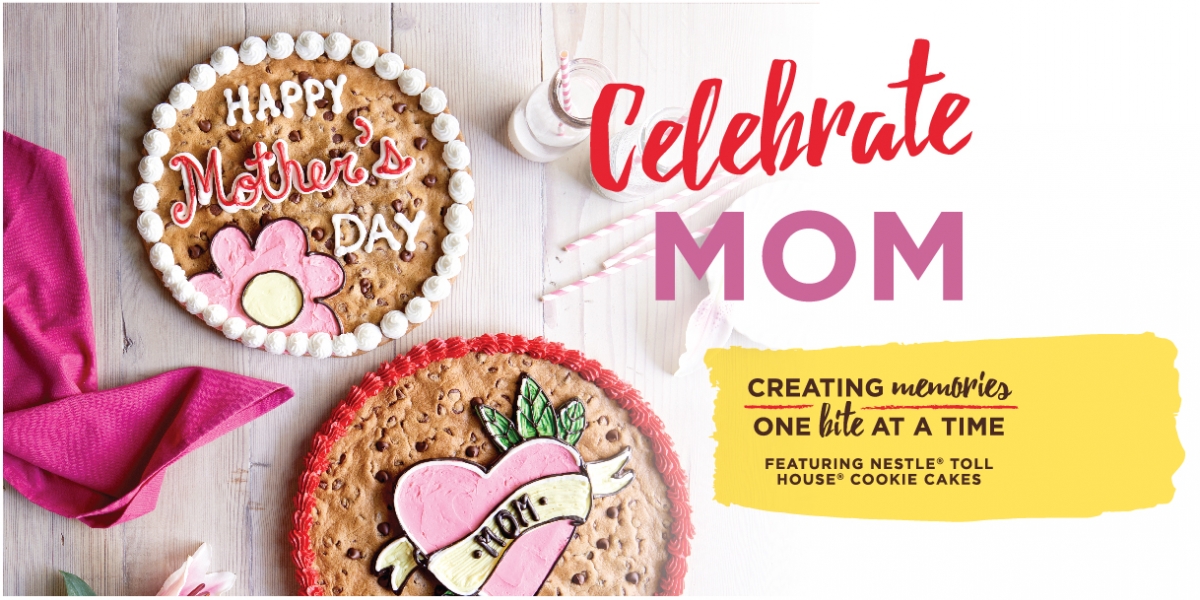 HAPPY
Mother's
DAY
MOM
Celebrate
MOM
CREATING memories
ONE bite AT A TIME
FEATURING NESTLE® TOLL
HOUSE® COOKIE CAKES